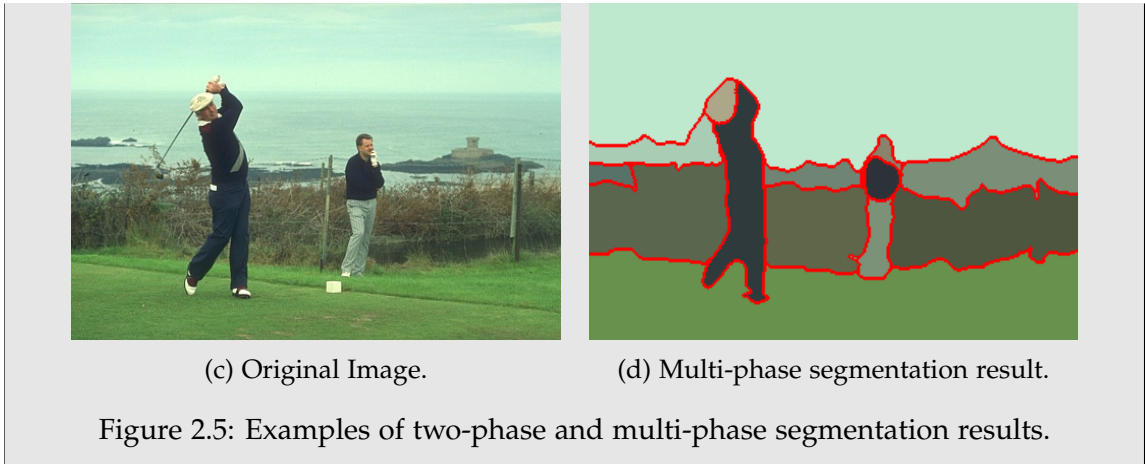 (c) Original Image.
(d) Multi-phase segmentation result.
Figure 2.5: Examples of two-phase and multi-phase segmentation results.